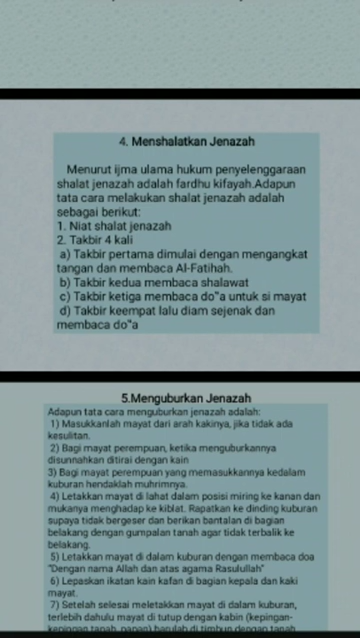 4. Menshalatkan Jenazah
Menurut ijma ulama hukum penyelenggaraan
shalat jenazah adalah fardhu kifayah.Adapun
tata cara melakukan shalat jenazah adalah
sebagai berikut:
1. Niat shalat jenazah
2. Takbir 4 kali
a) Takbir pertama dimulai dengan mengangkat
tangan dan membaca Al-Fatihah.
b) Takbir kedua membaca shalawat
c) Takbir ketiga membaca do"a untuk si mayat
d) Takbir keempat lalu diam sejenak dan
membaca do"a
5.Menguburkan Jenazah
Adapun tata cara menguburkan jenazah adalah:
1) Masukkanlah mayat dari arah kakinya, jika tidak ada
kesulitan.
2) Bagi mayat perempuan, ketika menguburkannya
disunnahkan ditirai dengan kain
3) Bagi mayat perempuan yang memasukkannya kedalam
kuburan hendaklah muhrimnya.
4) Letakkan mayat di lahat dalam posisi miring ke kanan dan
mukanya menghadap ke kiblat. Rapatkan ke dinding kuburan
supaya tidak bergeser dan berikan bantalan di bagian
belakang dengan gumpalan tanah agar tidak terbalik ke
belakang.
5) Letakkan mayat di dalam kuburan dengan membaca doa
"Dengan nama Allah dan atas agama Rasulullah"
6) Lepaskan ikatan kain kafan di bagian kepala dan kaki
mayat.
7) Setelah selesai meletakkan mayat di dalam kuburan,
terlebih dahulu mayat di tutup dengan kabin (kepingan-
kepingan tanah, papan) barulah di timbun dengan tanah